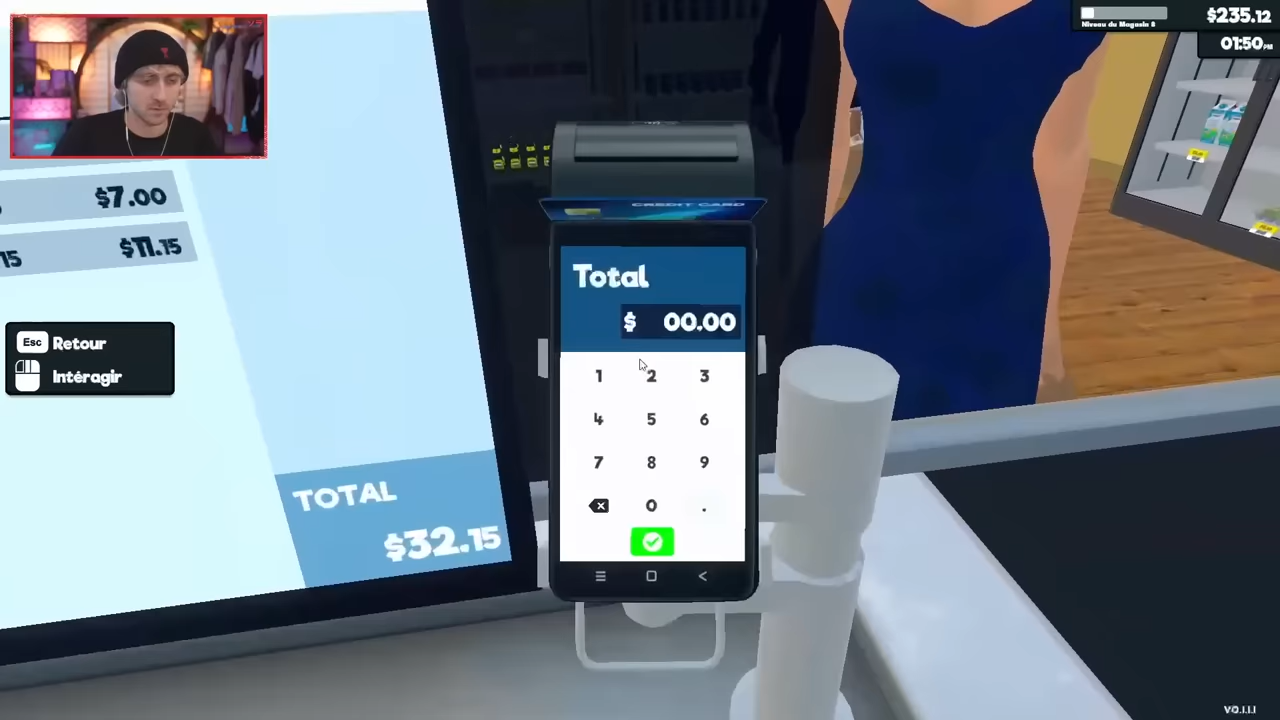 $235.12
Niveau du Magasin 8
01:50PM
$7.00
15 $11.15
CREDIT CARD
Total
$ 00.00
Esc Retour
Intéragir
1 2 3
4 5 6
7 8 9
0 .
TOTAL
$32.15
V0.1.1.1